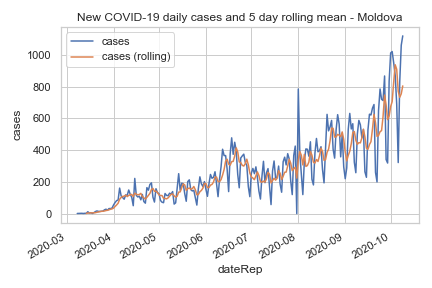 New COVID-19 daily cases and 5 day rolling mean - Moldova
cases
cases (rolling)
cases
1000
800
600
400
200
0
2020-03
2020-04
2020-05
2020-06
2020-07
2020-08
2020-09
2020-10
dateRep